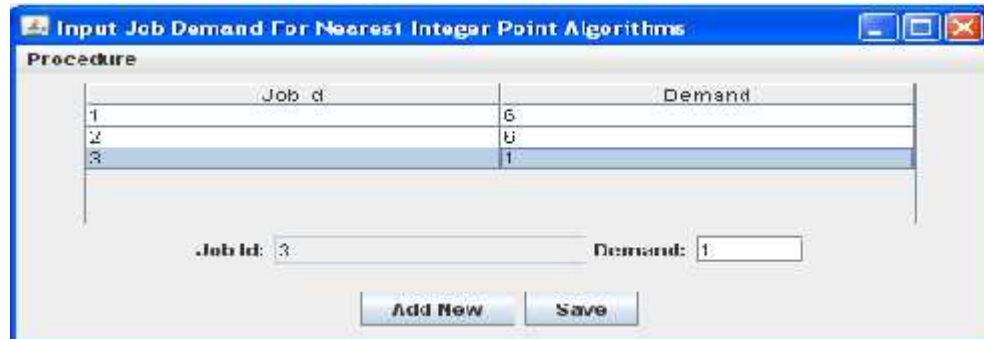 Input Job Demand For Nearest Integer Point Algorithms
Procedure
Job Id Demand
1 6
2 6
3 1
Job Id: 3 Demand: 1
Add New Save